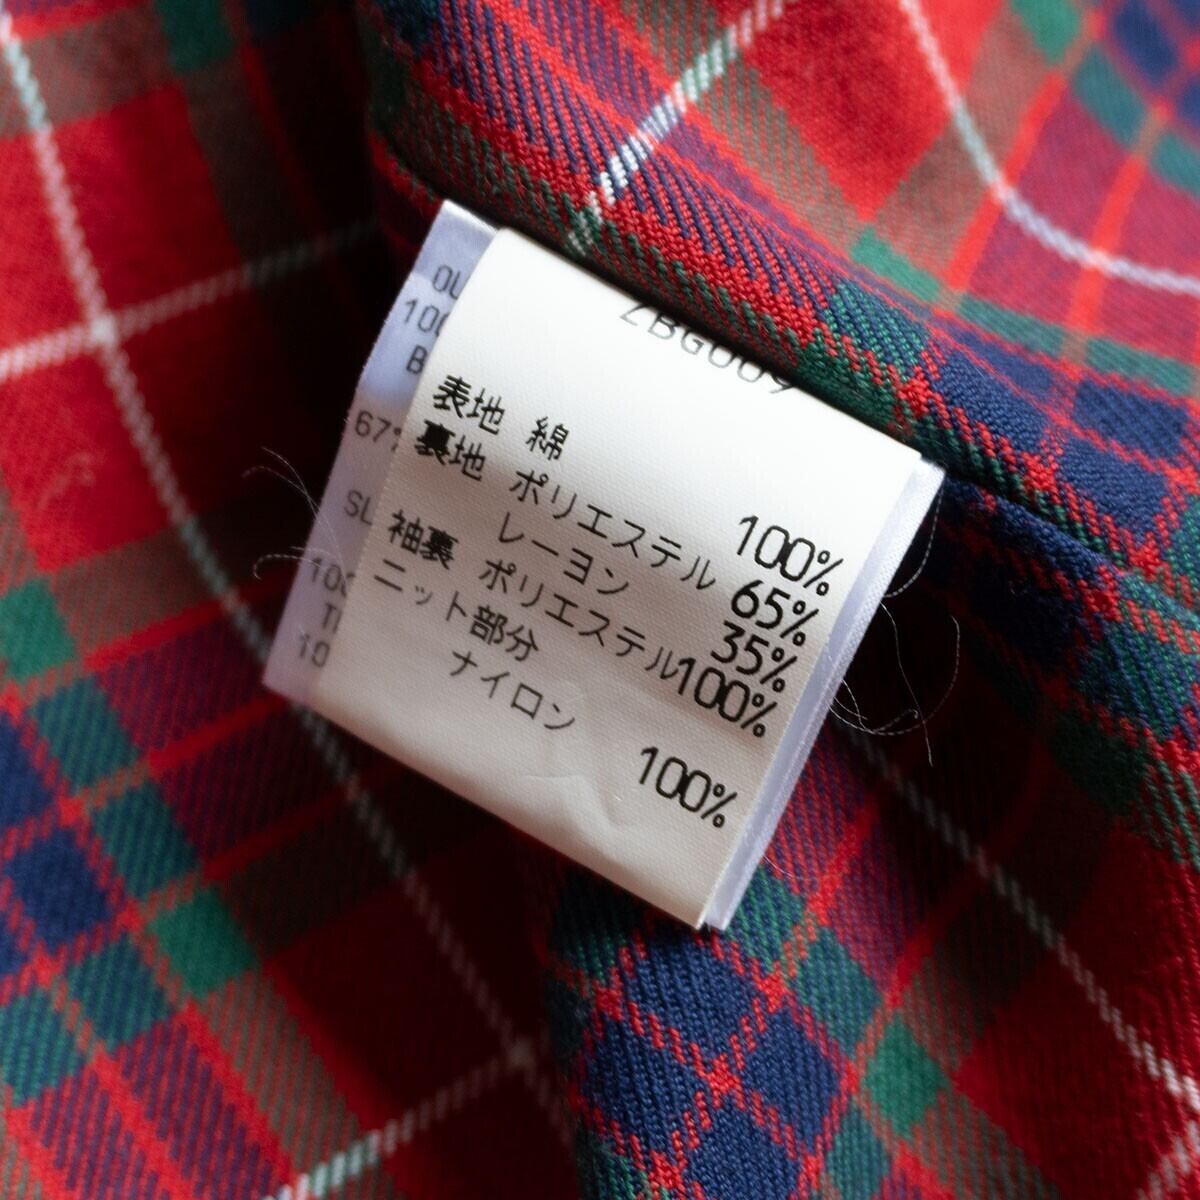 ZBG009
表地 綿 100%
裏地 ポリエステル 65%
レーヨン 35%
袖裏 ポリエステル 100%
ニット部分
ナイロン 100%